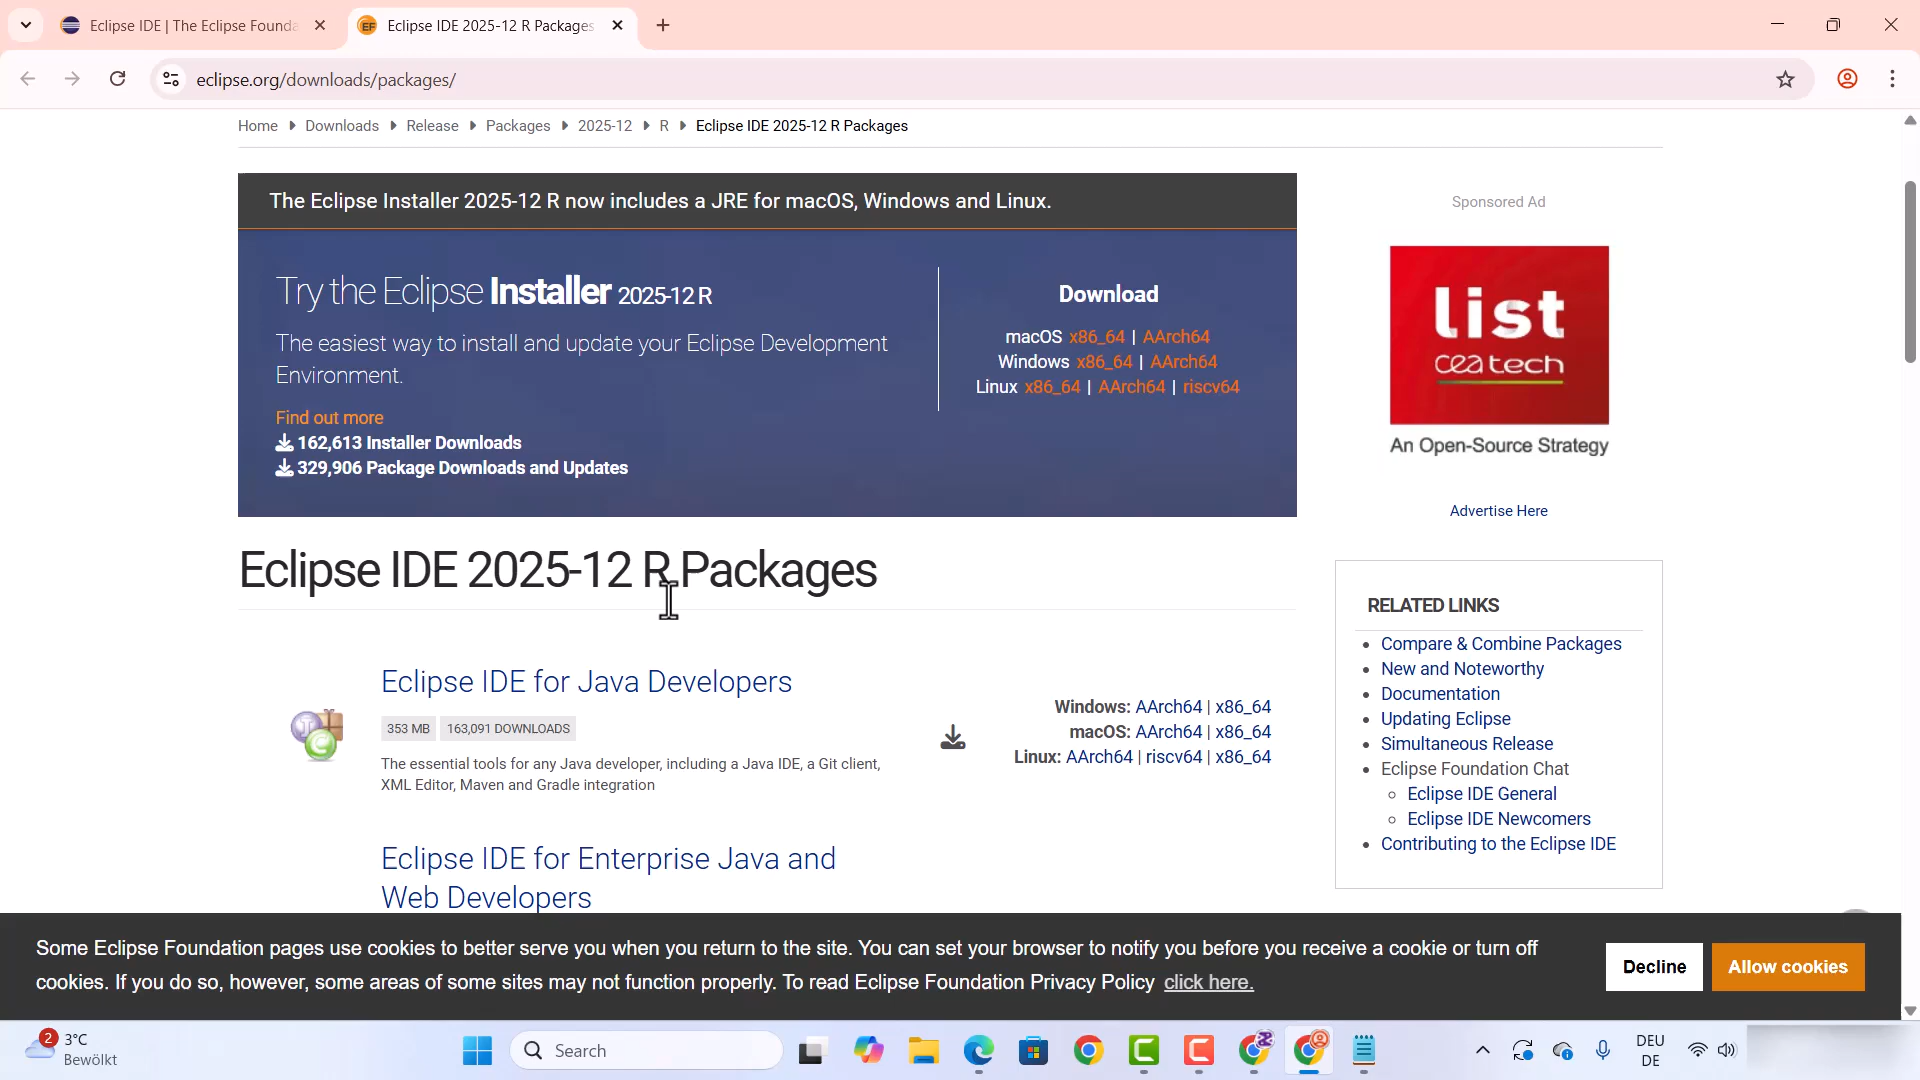 Eclipse IDE | The Eclipse Founda
Eclipse IDE 2025-12 R Packages
eclipse.org/downloads/packages/
Home Downloads Release Packages 2025-12 R Eclipse IDE 2025-12 R Packages
The Eclipse Installer 2025-12 R now includes a JRE for macOS, Windows and Linux.
Try the Eclipse Installer 2025-12 R
The easiest way to install and update your Eclipse Development
Environment.
Find out more
162,613 Installer Downloads
329,906 Package Downloads and Updates
Download
macOS x86_64 | AArch64
Windows x86_64 | AArch64
Linux x86_64 | AArch64 | riscv64
Sponsored Ad
list
ceatech
An Open-Source Strategy
Advertise Here
Eclipse IDE 2025-12 R Packages
Eclipse IDE for Java Developers
353 MB 163,091 DOWNLOADS
The essential tools for any Java developer, including a Java IDE, a Git client,
XML Editor, Maven and Gradle integration
Windows: AArch64 | x86_64
macOS: AArch64 | x86_64
Linux: AArch64 | riscv64 | x86_64
Eclipse IDE for Enterprise Java and
Web Developers
RELATED LINKS
Compare & Combine Packages
New and Noteworthy
Documentation
Updating Eclipse
Simultaneous Release
Eclipse Foundation Chat
Eclipse IDE General
Eclipse IDE Newcomers
Contributing to the Eclipse IDE
Some Eclipse Foundation pages use cookies to better serve you when you return to the site. You can set your browser to notify you before you receive a cookie or turn off
cookies. If you do so, however, some areas of some sites may not function properly. To read Eclipse Foundation Privacy Policy click here.
Decline
Allow cookies
2
3°C
Bewölkt
Search
DEU
DE